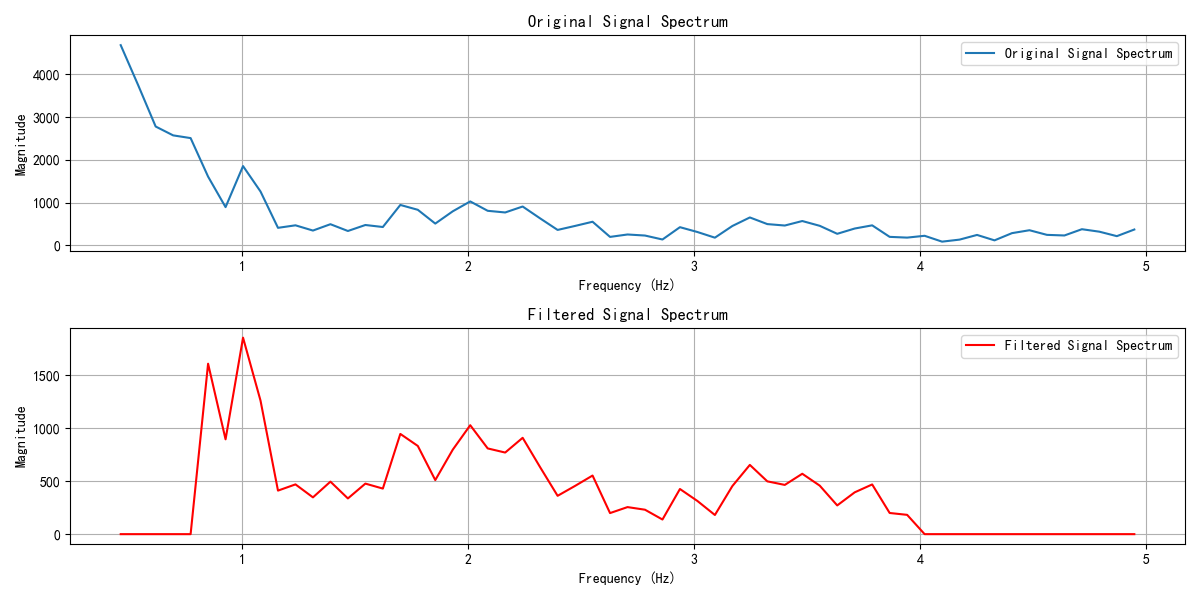 Original Signal Spectrum
Original Signal Spectrum
Magnitude
4000
3000
2000
1000
0
1
2
3
4
5
Frequency (Hz)
Filtered Signal Spectrum
Filtered Signal Spectrum
Magnitude
1500
1000
500
0
1
2
3
4
5
Frequency (Hz)